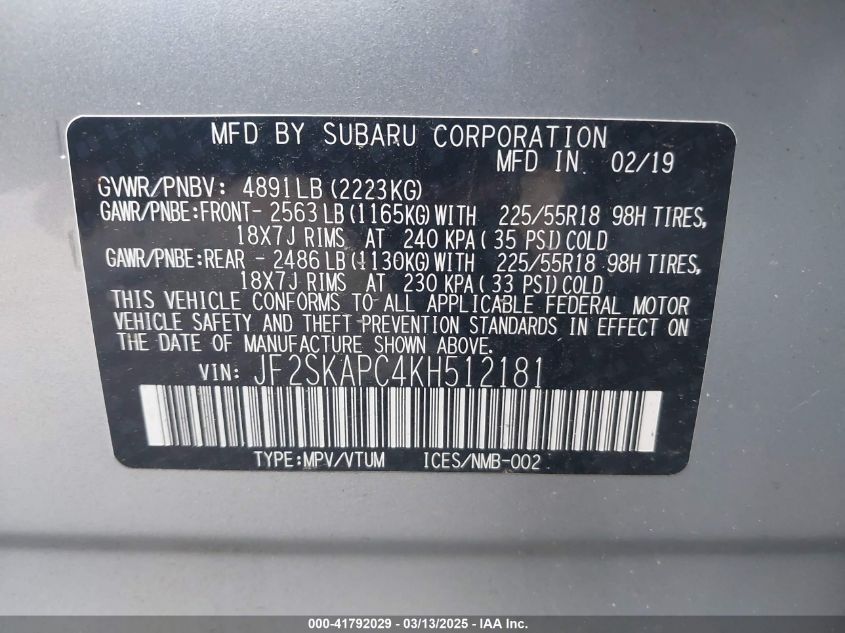 MFD BY SUBARU CORPORATION
MFD IN 02/19
GVWR/PNBV: 4891LB (2223KG)
GAWR/PNBE:FRONT- 2563LB(1165KG)WITH 225/55R18 98H TIRES,
18X7J RIMS AT 240 KPA( 35 PSI)COLD
GAWR/PNBE:REAR - 2486LB(1130KG)WITH 225/55R18 98H TIRES,
18X7J RIMS AT 230 KPA( 33 PSI)COLD
THIS VEHICLE CONFORMS TO ALL APPLICABLE FEDERAL MOTOR
VEHICLE SAFETY AND THEFT PREVENTION STANDARDS IN EFFECT ON
THE DATE OF MANUFACTURE SHOWN ABOVE.
VIN: JF2SKAPC4KH512181
TYPE:MPV/VTUM ICES/NMB-002
000-41792029 - 03/13/2025 - IAA, Inc.